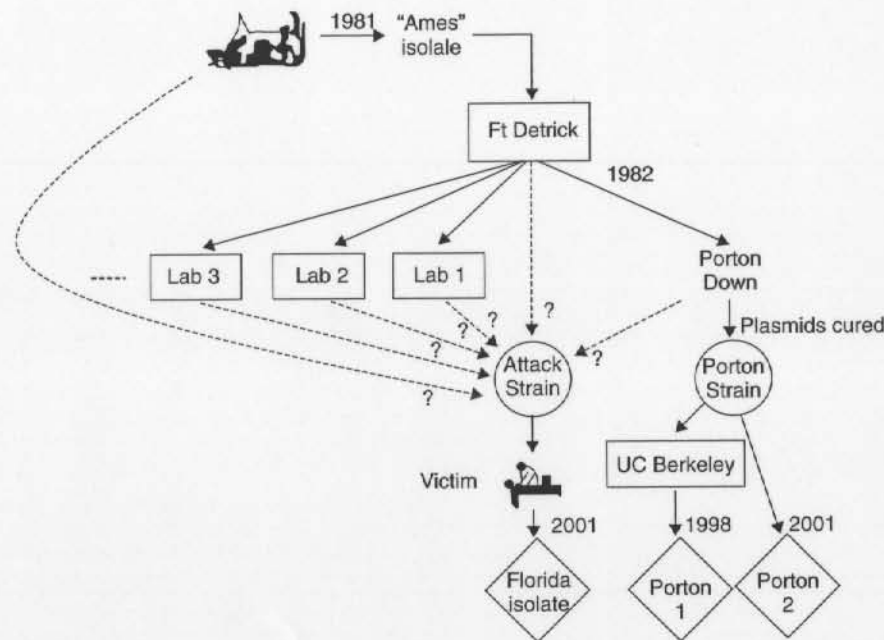 1981
"Ames"
isolale
Ft Detrick
1982
Lab 3
Lab 2
Lab 1
Porton
Down
?
?
?
?
?
?
Plasmids cured
Attack
Strain
Porton
Strain
UC Berkeley
Victim
2001
1998
2001
Florida
isolate
Porton
1
Porton
2